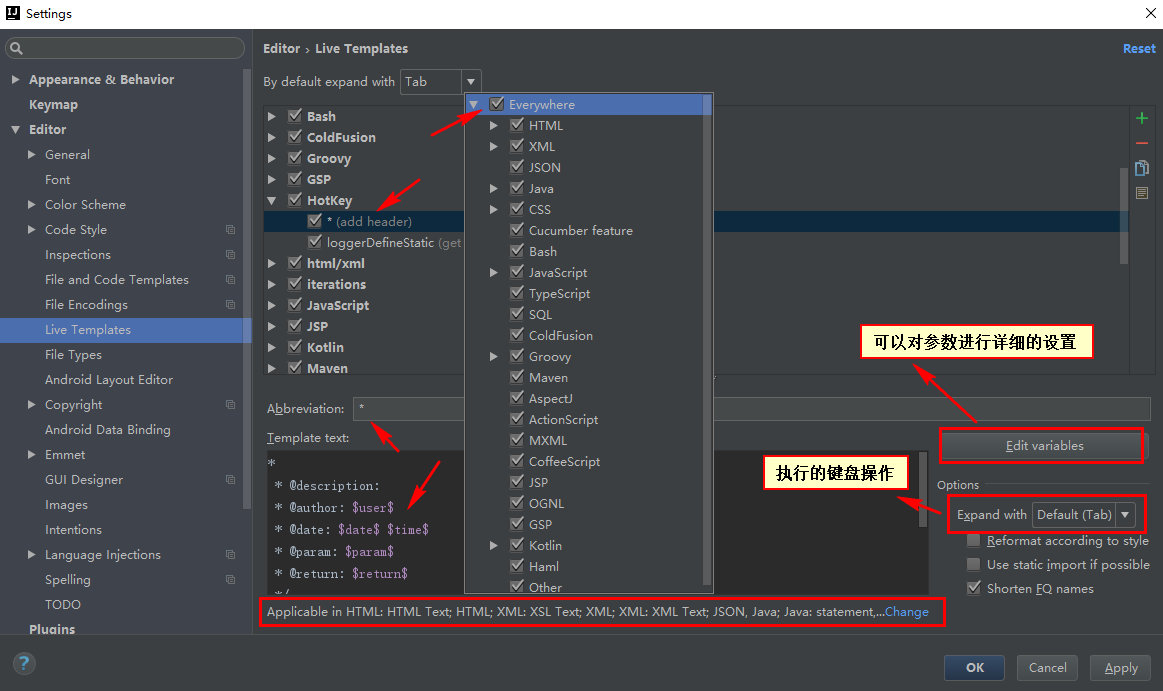 Settings
Appearance & Behavior
Keymap
Editor
General
Font
Color Scheme
Code Style
Inspections
File and Code Templates
File Encodings
Live Templates
File Types
Android Layout Editor
Copyright
Android Data Binding
Emmet
GUI Designer
Images
Intentions
Language Injections
Spelling
TODO
Plugins
?
Editor › Live Templates
Reset
By default expand with Tab
Bash
ColdFusion
Groovy
GSP
HotKey
* (add header)
loggerDefineStatic (get
html/xml
iterations
JavaScript
JSP
Kotlin
Maven
Everywhere
HTML
XML
JSON
Java
CSS
Cucumber feature
Bash
JavaScript
TypeScript
SQL
ColdFusion
Groovy
Maven
AspectJ
ActionScript
MXML
CoffeeScript
JSP
OGNL
GSP
Kotlin
Haml
Other
可以对参数进行详细的设置
Abbreviation: *
Template text:
*
* @description:
* @author: $user$
* @date: $date$ $time$
* @param: $param$
* @return: $return$
*/
Edit variables
执行的键盘操作
Options
Expand with Default (Tab)
Reformat according to style
Use static import if possible
Shorten FQ names
Applicable in HTML: HTML Text; HTML; XML: XSL Text; XML; XML: XML Text; JSON, Java; Java: statement,...Change
OK
Cancel
Apply